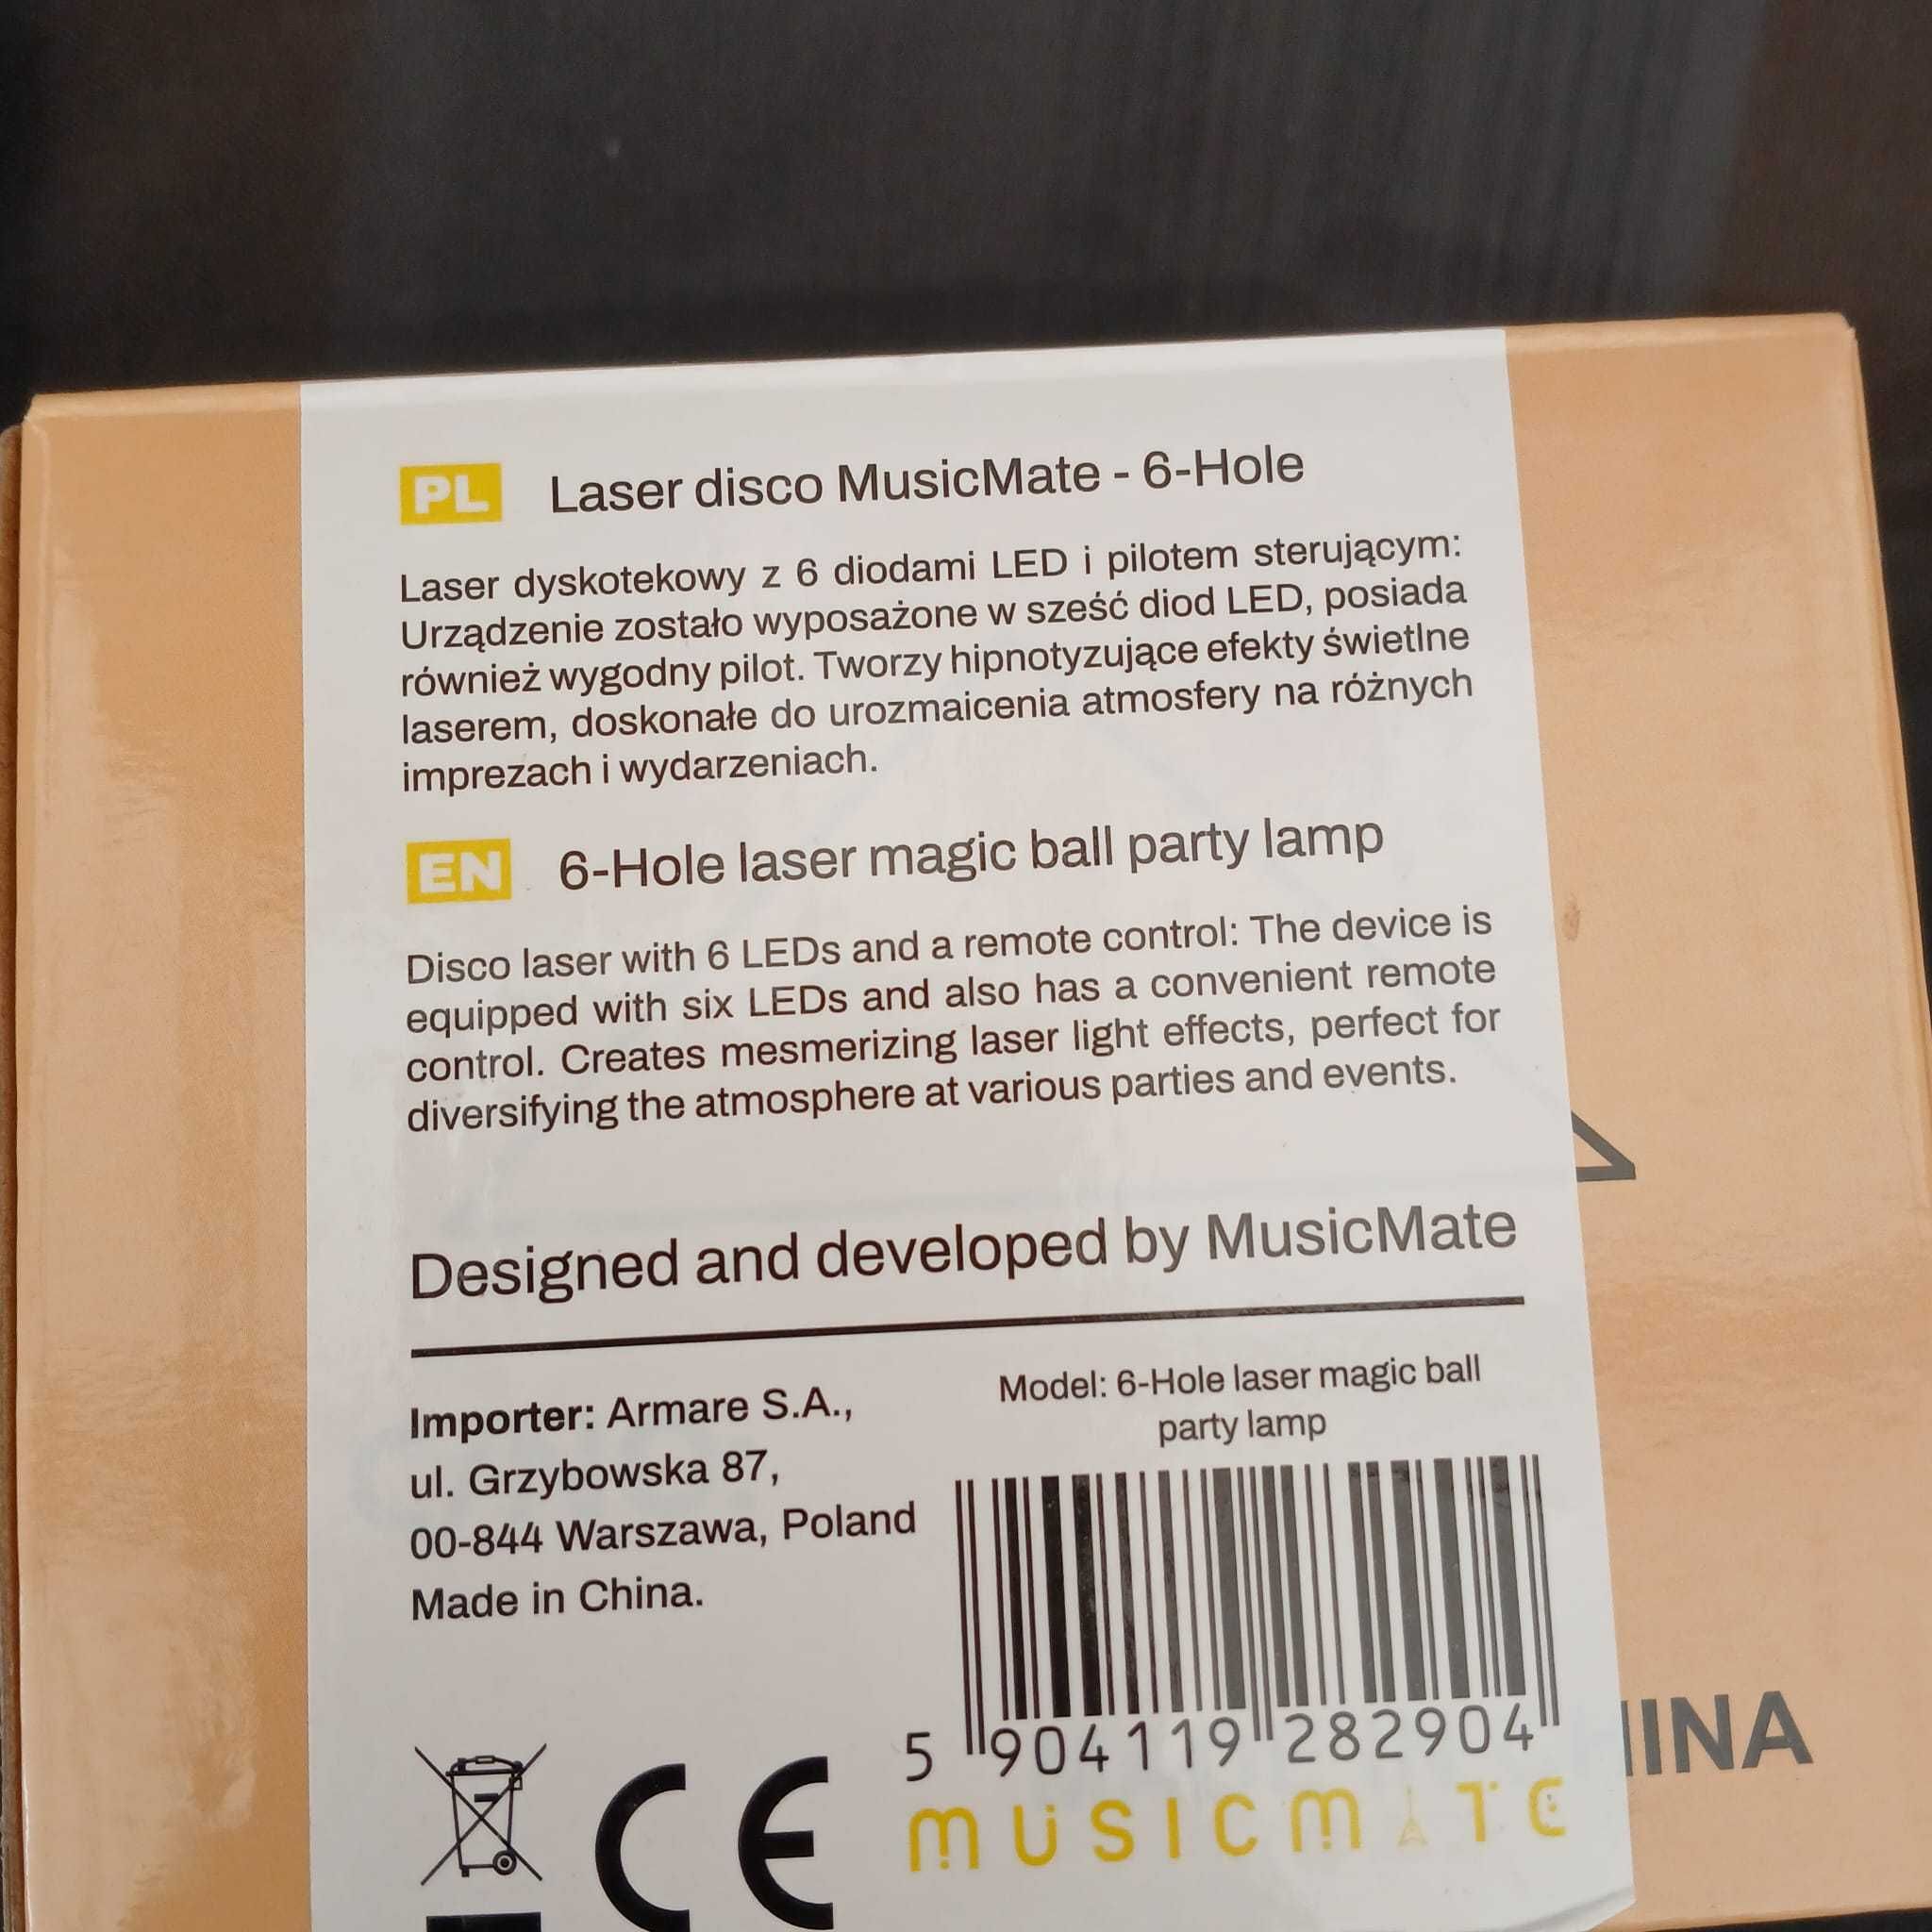 PL Laser disco MusicMate - 6-Hole
Laser dyskotekowy z 6 diodami LED i pilotem sterującym:
Urządzenie zostało wyposażone w sześć diod LED, posiada
również wygodny pilot. Tworzy hipnotyzujące efekty świetlne
laserem, doskonałe do urozmaicenia atmosfery na różnych
imprezach i wydarzeniach.
EN 6-Hole laser magic ball party lamp
Disco laser with 6 LEDs and a remote control: The device is
equipped with six LEDs and also has a convenient remote
control. Creates mesmerizing laser light effects, perfect for
diversifying the atmosphere at various parties and events.
Designed and developed by MusicMate
Importer: Armare S.A.,
ul. Grzybowska 87,
00-844 Warszawa, Poland
Made in China.
Model: 6-Hole laser magic ball
party lamp
5 904119 282904
MUSICMATE
CE
INA